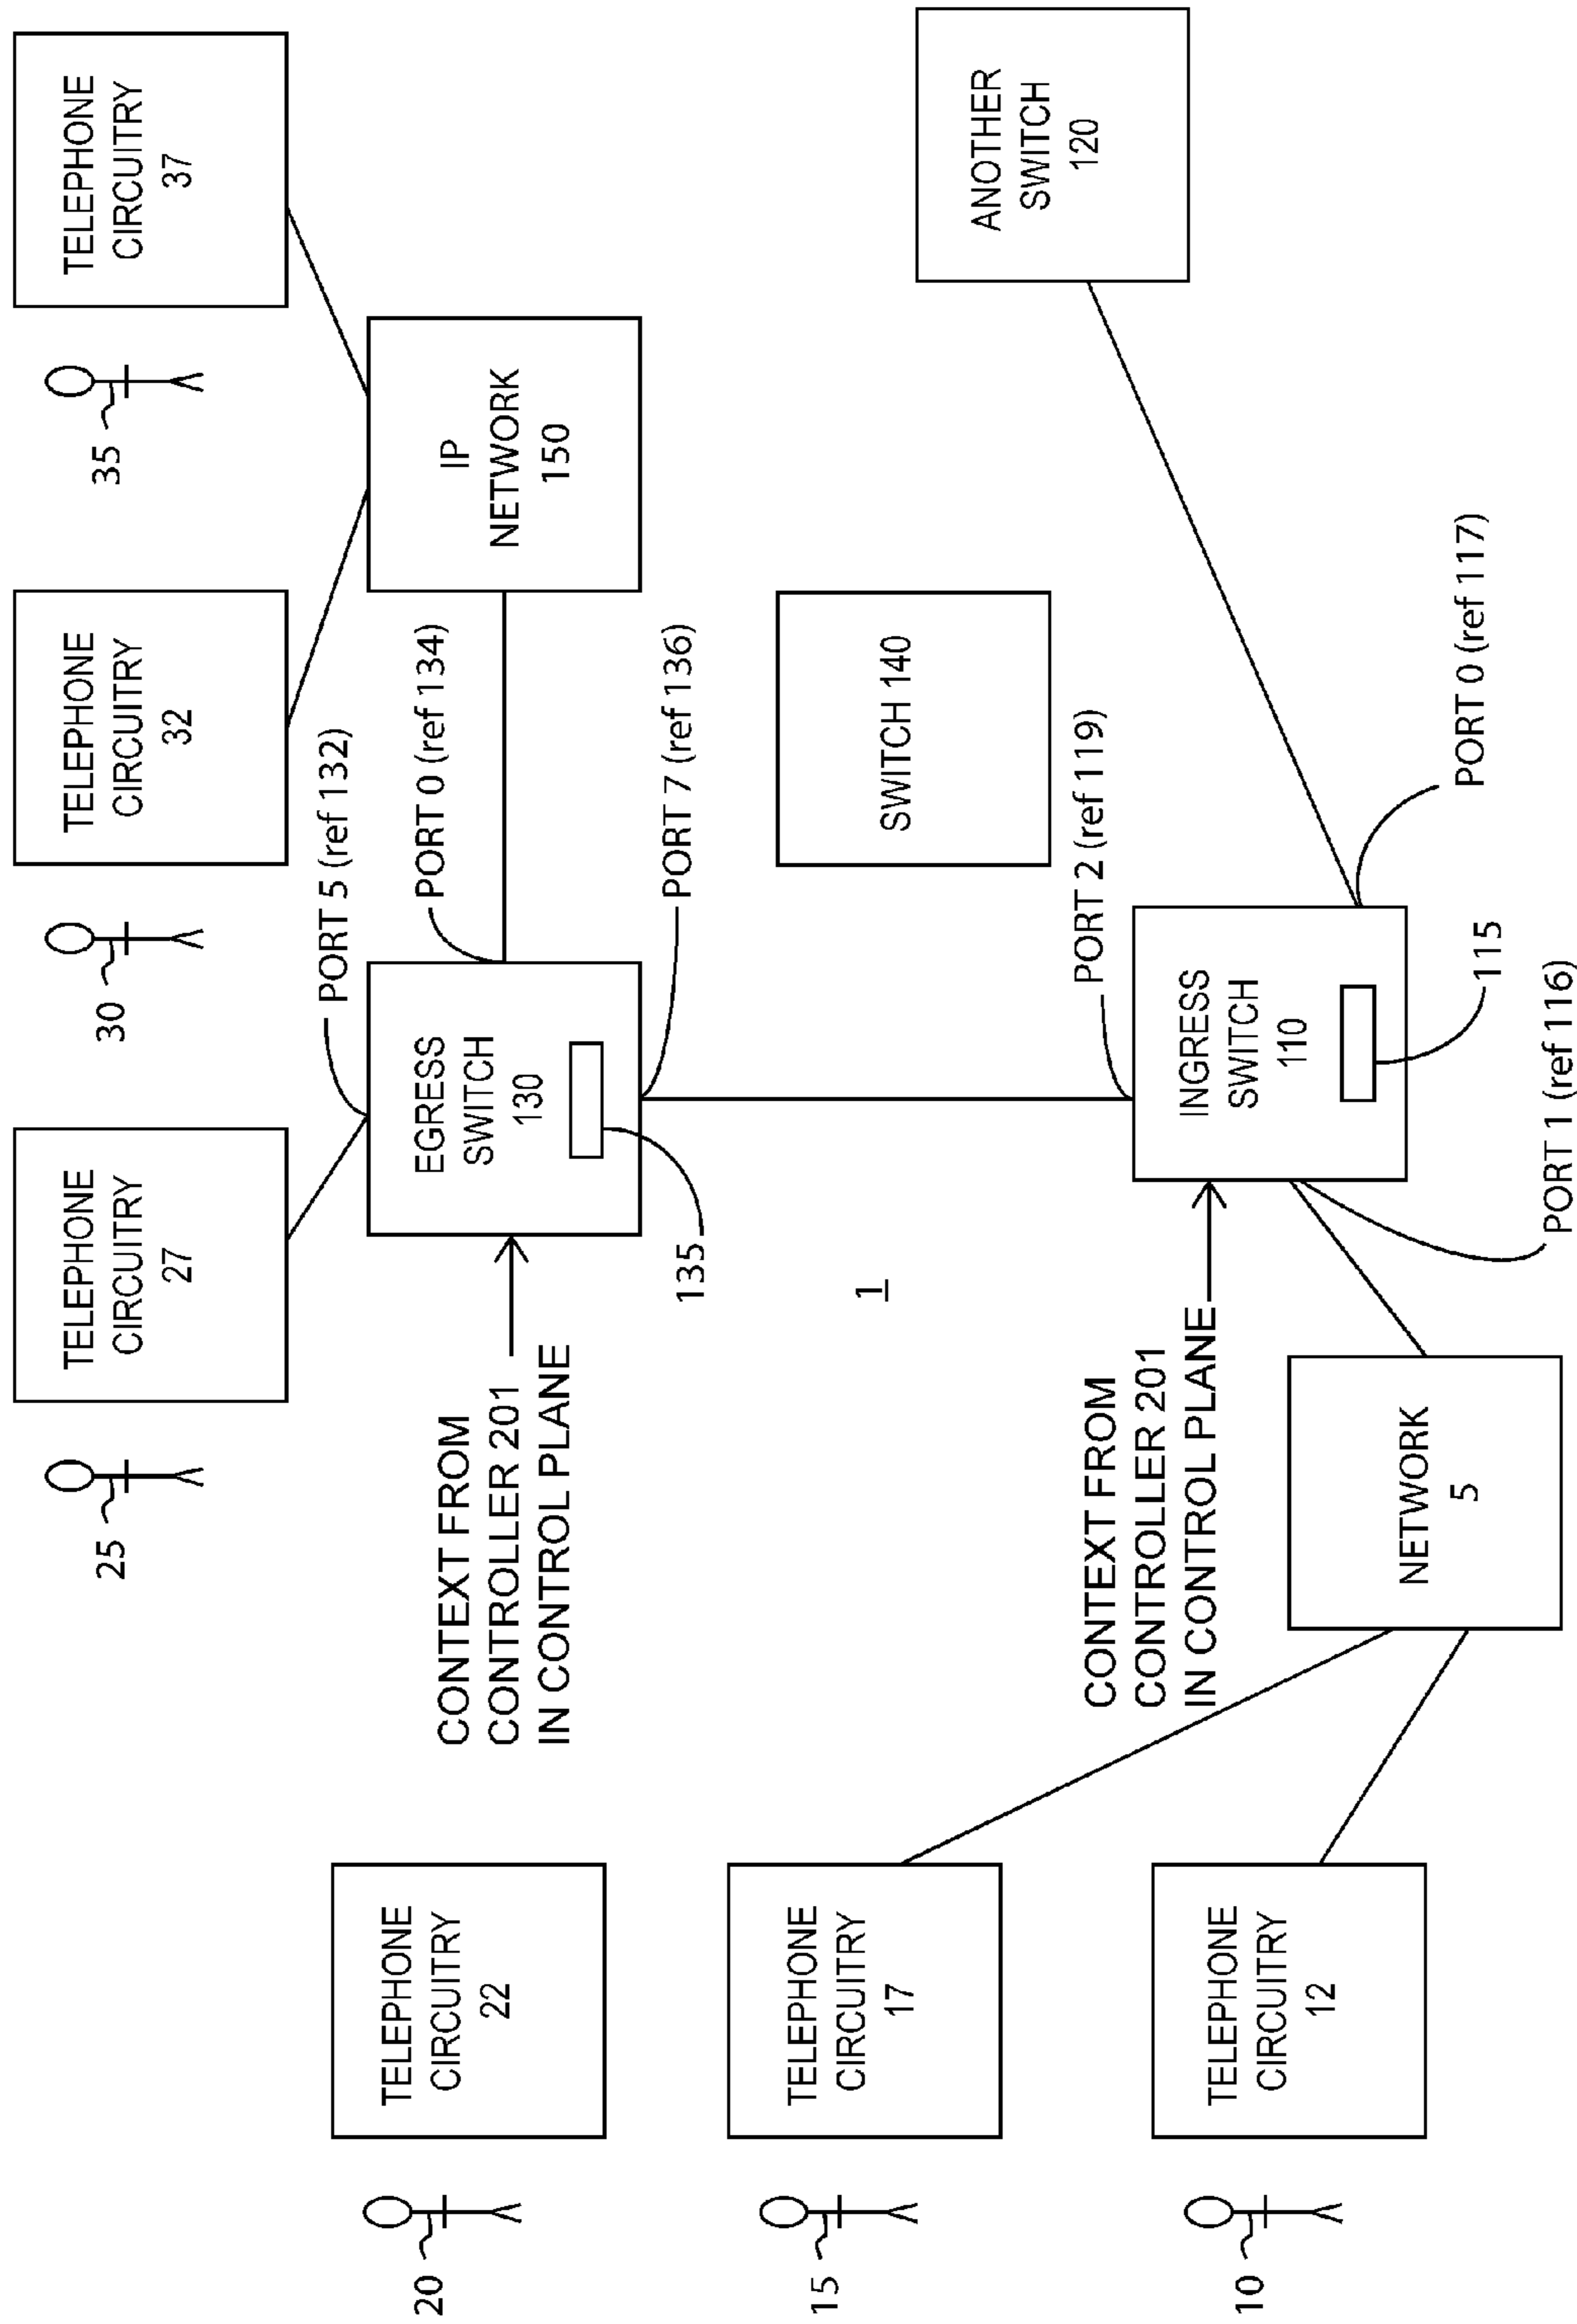 TELEPHONE
CIRCUITRY
22
20
TELEPHONE
CIRCUITRY
17
15
TELEPHONE
CIRCUITRY
12
10
25
TELEPHONE
CIRCUITRY
27
30
TELEPHONE
CIRCUITRY
32
35
TELEPHONE
CIRCUITRY
37
PORT 5 (ref 132)
PORT 0 (ref 134)
PORT 7 (ref 136)
EGRESS
SWITCH
130
135
IP
NETWORK
150
CONTEXT FROM
CONTROLLER 201
IN CONTROL PLANE
1
SWITCH 140
ANOTHER
SWITCH
120
CONTEXT FROM
CONTROLLER 201
IN CONTROL PLANE
PORT 2 (ref 119)
INGRESS
SWITCH
110
115
NETWORK
5
PORT 1 (ref 116)
PORT 0 (ref 117)